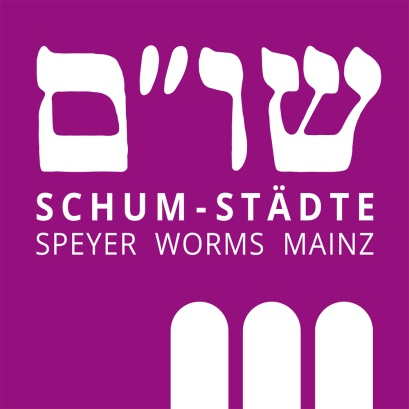 שו"ם
SCHUM-STÄDTE
SPEYER WORMS MAINZ